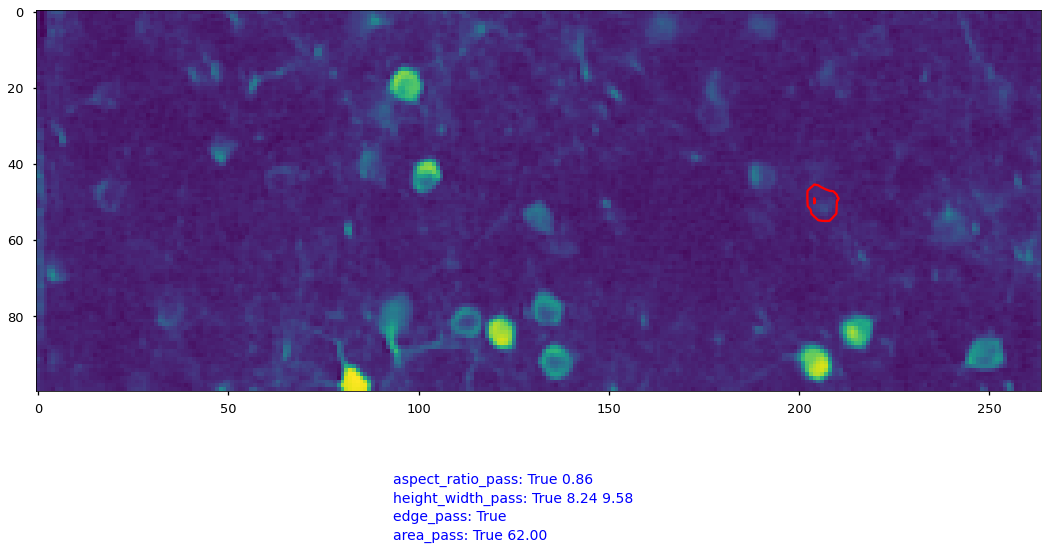 0
20
40
60
80
0 50 100 150 200 250
aspect_ratio_pass: True 0.86
height_width_pass: True 8.24 9.58
edge_pass: True
area_pass: True 62.00